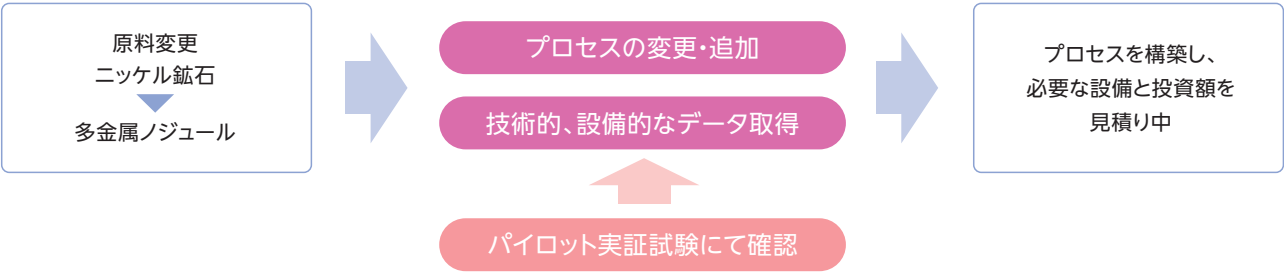 原料変更
ニッケル鉱石
多金属ノジュール
プロセスの変更・追加
技術的、設備的なデータ取得
パイロット実証試験にて確認
プロセスを構築し、
必要な設備と投資額を
見積り中